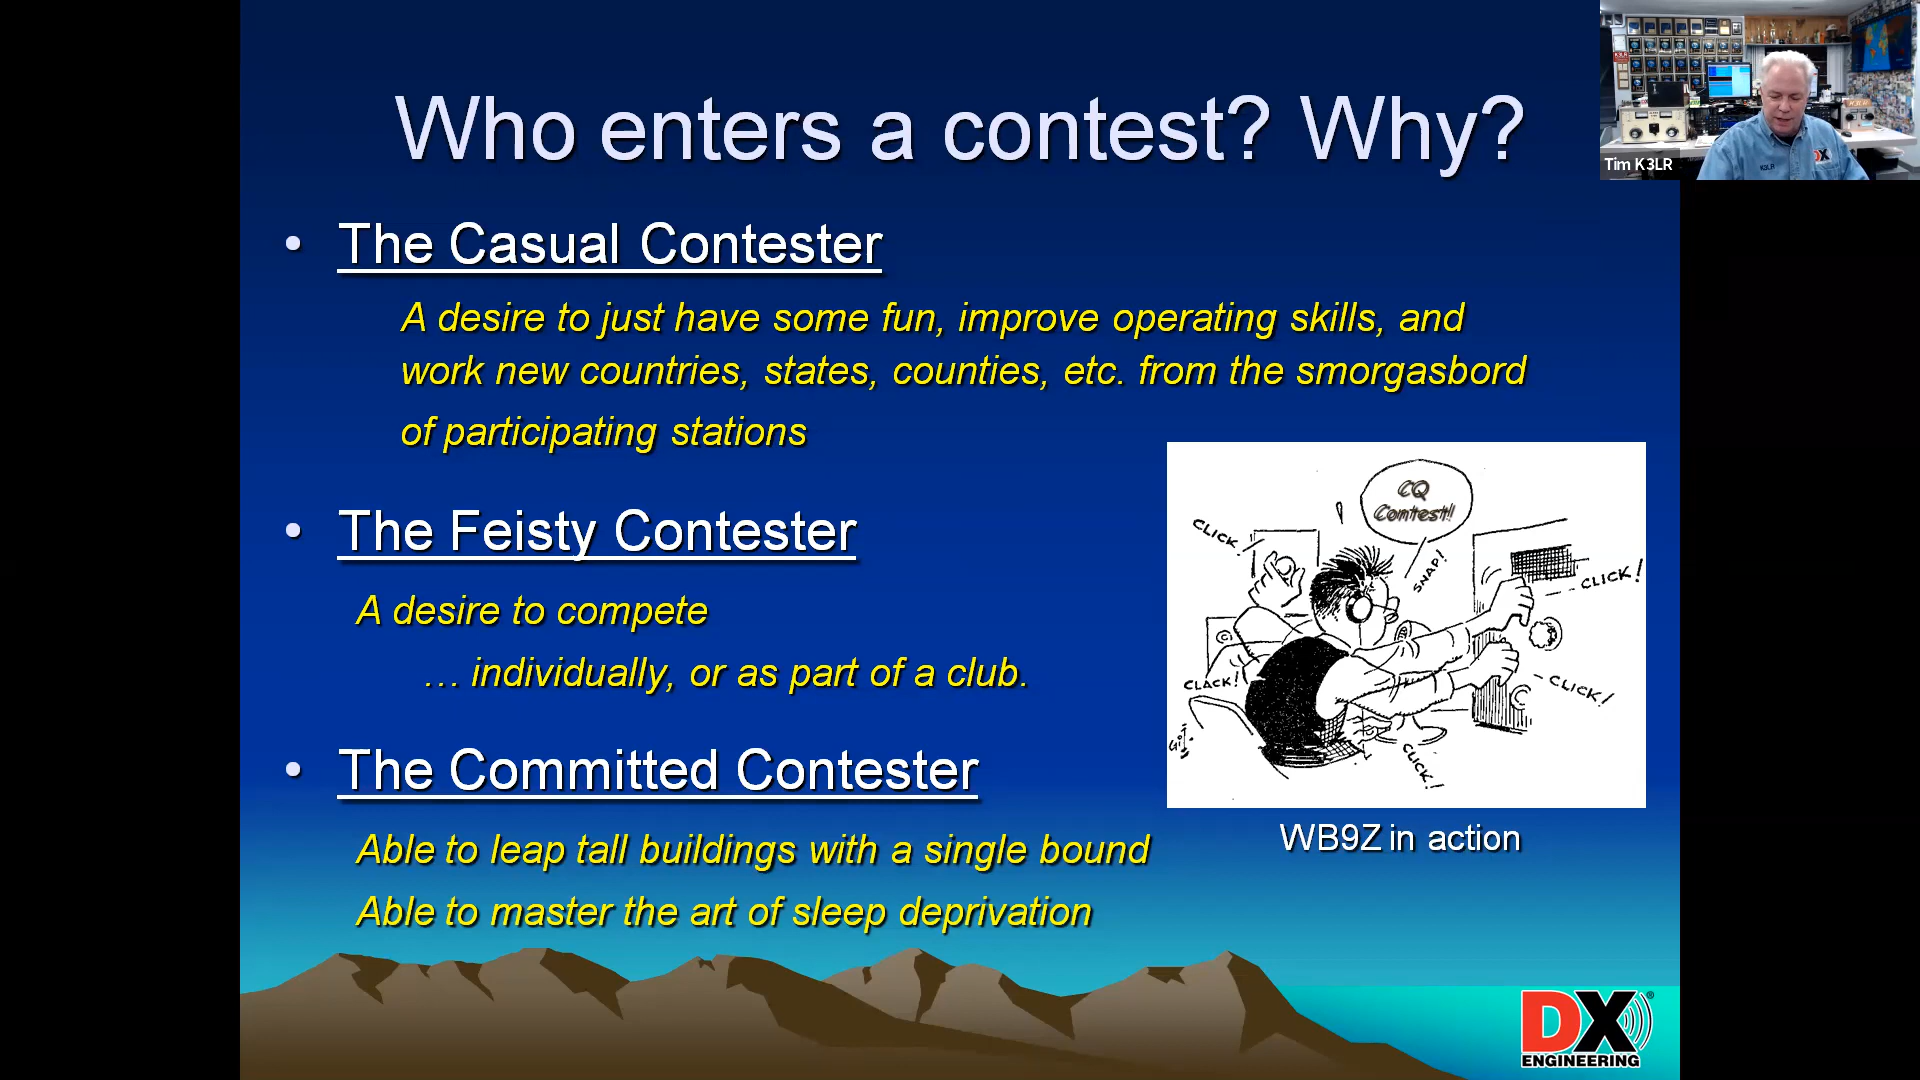 Who enters a contest? Why?
Tim K3LR
• The Casual Contester
A desire to just have some fun, improve operating skills, and
work new countries, states, counties, etc. from the smorgasbord
of participating stations
• The Feisty Contester
A desire to compete
… individually, or as part of a club.
• The Committed Contester
Able to leap tall buildings with a single bound
Able to master the art of sleep deprivation
CQ
Contest!!
CLICK!
SNAP!
CLICK!
CLACK!
CLICK!
CLICK!
Gil
WB9Z in action
DX
ENGINEERING
K3LR
DX